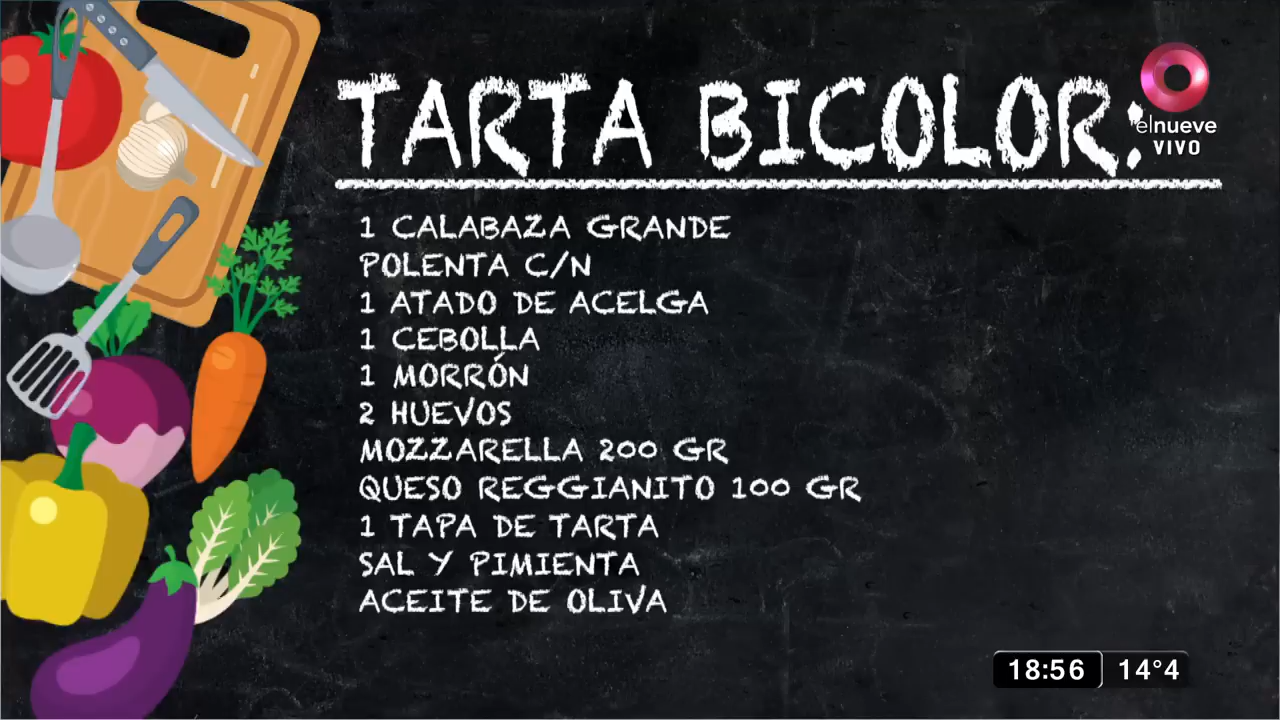 TARTA BICOLOR:
elnueve
VIVO
1 CALABAZA GRANDE
POLENTA C/N
1 ATADO DE ACELGA
1 CEBOLLA
1 MORRÓN
2 HUEVOS
MOZZARELLA 200 GR
QUESO REGGIANITO 100 GR
1 TAPA DE TARTA
SAL Y PIMIENTA
ACEITE DE OLIVA
18:56 14°4